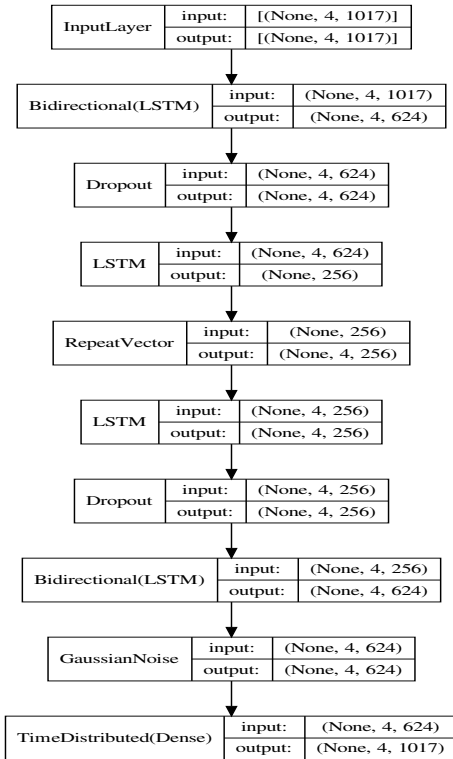 InputLayer
input: [(None, 4, 1017)]
output: [(None, 4, 1017)]
Bidirectional(LSTM)
input: (None, 4, 1017)
output: (None, 4, 624)
Dropout
input: (None, 4, 624)
output: (None, 4, 624)
LSTM
input: (None, 4, 624)
output: (None, 256)
RepeatVector
input: (None, 256)
output: (None, 4, 256)
LSTM
input: (None, 4, 256)
output: (None, 4, 256)
Dropout
input: (None, 4, 256)
output: (None, 4, 256)
Bidirectional(LSTM)
input: (None, 4, 256)
output: (None, 4, 624)
GaussianNoise
input: (None, 4, 624)
output: (None, 4, 624)
TimeDistributed(Dense)
input: (None, 4, 624)
output: (None, 4, 1017)